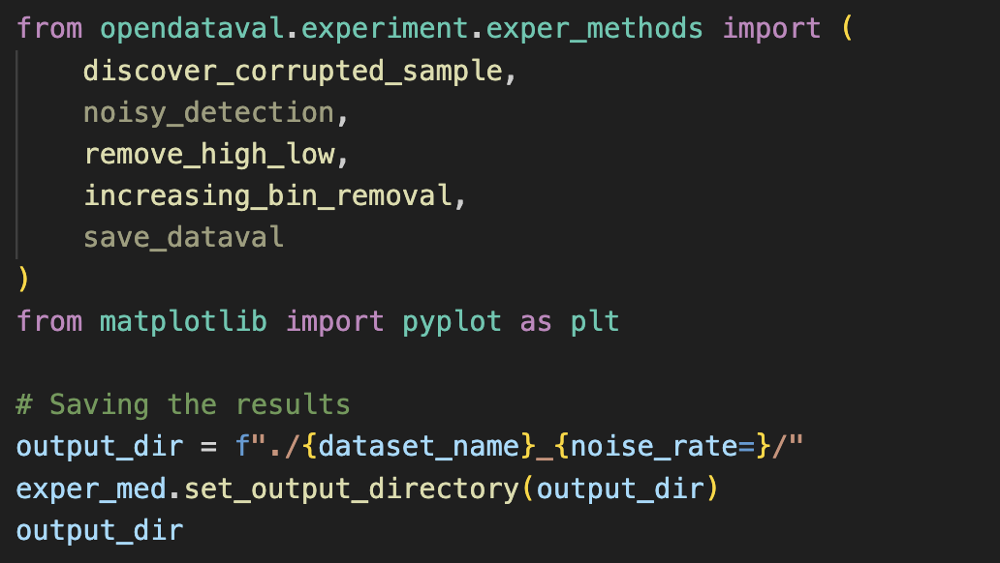 from opendataval.experiment.exper_methods import (
    discover_corrupted_sample,
    noisy_detection,
    remove_high_low,
    increasing_bin_removal,
    save_dataval
)
from matplotlib import pyplot as plt

# Saving the results
output_dir = f"./{dataset_name}_{noise_rate=}/"
exper_med.set_output_directory(output_dir)
output_dir